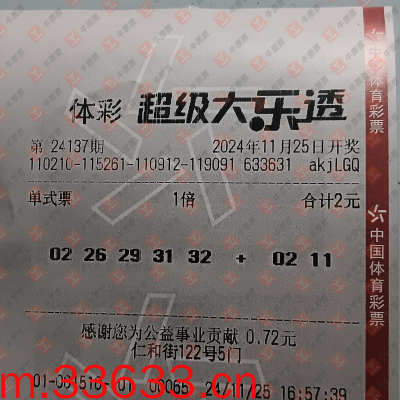 体彩 超级大乐透
第 24137期 2024年11月25日开奖
110210-115261-110912-119091 633631 akjLGQ
单式票 1倍 合计2元
02 26 29 31 32 + 02 11
感谢您为公益事业贡献 0.72元
仁和街122号5门
24/11/25 16:57:39
m.33633.cn
中国体育彩票
中国体育彩票